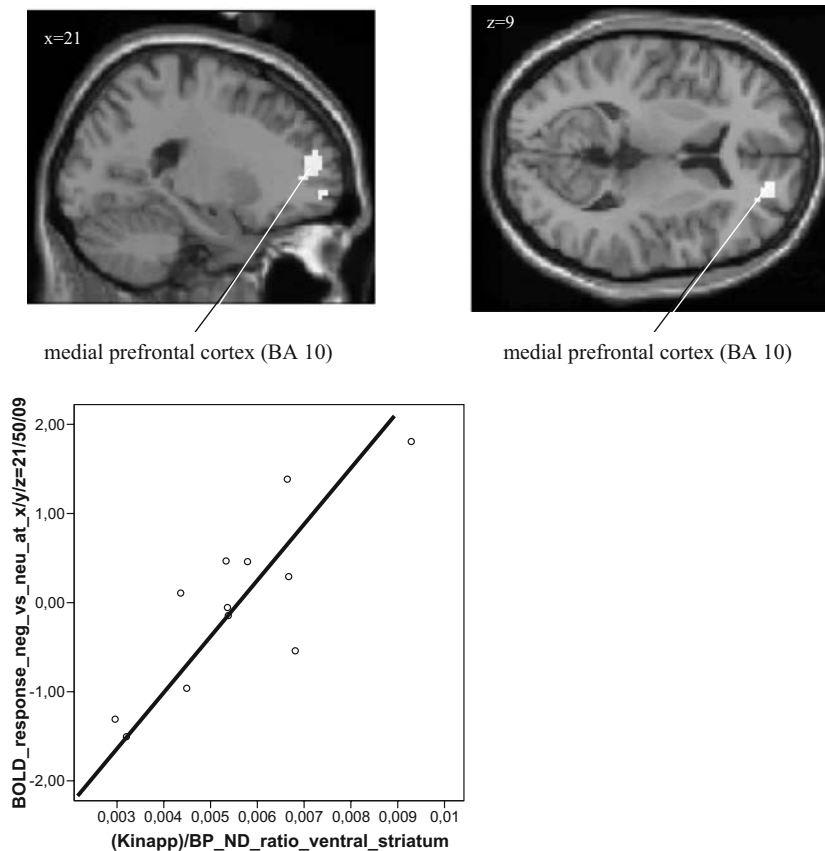 x=21
z=9
medial prefrontal cortex (BA 10)
medial prefrontal cortex (BA 10)
BOLD_response_neg_vs_neu_at_x/y/z=21/50/09
2,00
1,00
0,00
-1,00
-2,00
0,003 0,004 0,005 0,006 0,007 0,008 0,009 0,01
(Kinapp)/BP_ND_ratio_ventral_striatum